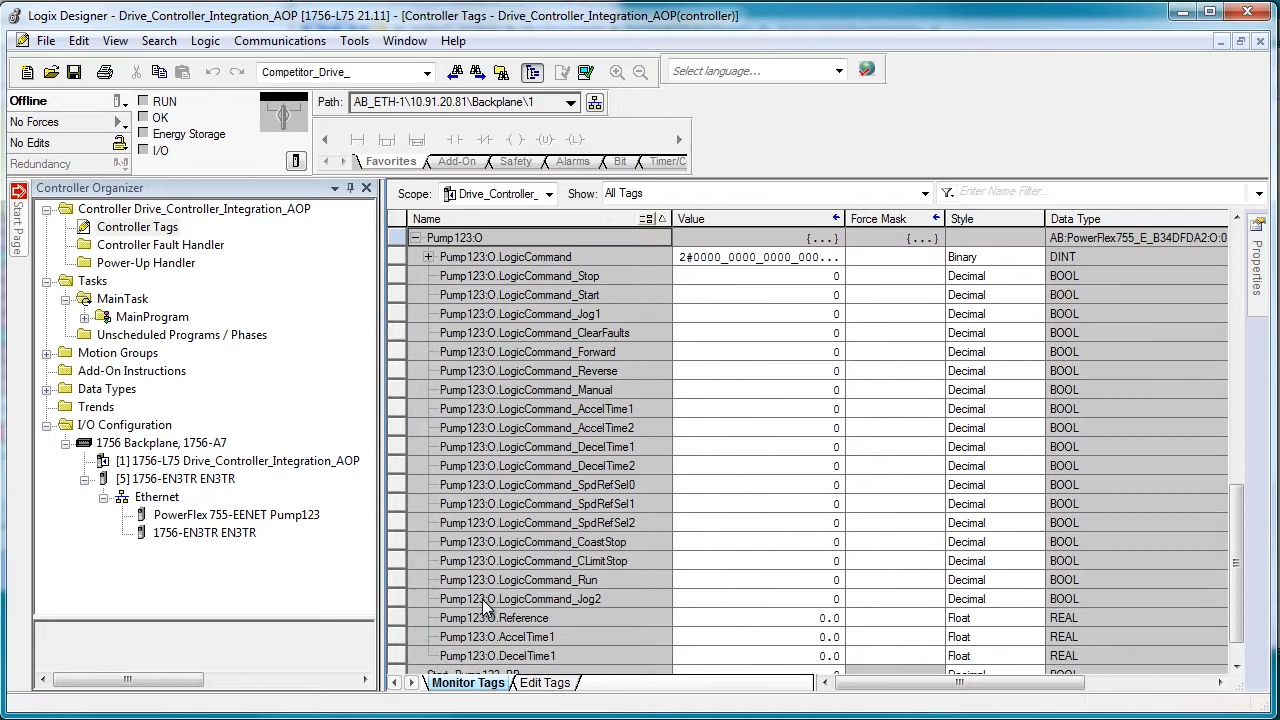 Logix Designer - Drive_Controller_Integration_AOP [1756-L75 21.11] - [Controller Tags - Drive_Controller_Integration_AOP(controller)]
File Edit View Search Logic Communications Tools Window Help
Competitor_Drive_
Select language...
Offline
RUN
No Forces
OK
No Edits
Energy Storage
Redundancy
I/O
Path: AB_ETH-1\10.91.20.81\Backplane\1
Favorites Add-On Safety Alarms Bit Timer/C
Start Page
Controller Organizer
Controller Drive_Controller_Integration_AOP
Controller Tags
Controller Fault Handler
Power-Up Handler
Tasks
MainTask
MainProgram
Unscheduled Programs / Phases
Motion Groups
Add-On Instructions
Data Types
Trends
I/O Configuration
1756 Backplane, 1756-A7
[1] 1756-L75 Drive_Controller_Integration_AOP
[5] 1756-EN3TR EN3TR
Ethernet
PowerFlex 755-EENET Pump123
1756-EN3TR EN3TR
Scope: Drive_Controller_ Show: All Tags Enter Name Filter...
Name Value Force Mask Style Data Type
Pump123:O {...} {...} AB:PowerFlex755_E_B34DFDA2:O:0
Pump123:O.LogicCommand 2#0000_0000_0000_000... Binary DINT
Pump123:O.LogicCommand_Stop 0 Decimal BOOL
Pump123:O.LogicCommand_Start 0 Decimal BOOL
Pump123:O.LogicCommand_Jog1 0 Decimal BOOL
Pump123:O.LogicCommand_ClearFaults 0 Decimal BOOL
Pump123:O.LogicCommand_Forward 0 Decimal BOOL
Pump123:O.LogicCommand_Reverse 0 Decimal BOOL
Pump123:O.LogicCommand_Manual 0 Decimal BOOL
Pump123:O.LogicCommand_AccelTime1 0 Decimal BOOL
Pump123:O.LogicCommand_AccelTime2 0 Decimal BOOL
Pump123:O.LogicCommand_DecelTime1 0 Decimal BOOL
Pump123:O.LogicCommand_DecelTime2 0 Decimal BOOL
Pump123:O.LogicCommand_SpdRefSel0 0 Decimal BOOL
Pump123:O.LogicCommand_SpdRefSel1 0 Decimal BOOL
Pump123:O.LogicCommand_SpdRefSel2 0 Decimal BOOL
Pump123:O.LogicCommand_CoastStop 0 Decimal BOOL
Pump123:O.LogicCommand_CLimitStop 0 Decimal BOOL
Pump123:O.LogicCommand_Run 0 Decimal BOOL
Pump123:O.LogicCommand_Jog2 0 Decimal BOOL
Pump123:O.Reference 0.0 Float REAL
Pump123:O.AccelTime1 0.0 Float REAL
Pump123:O.DecelTime1 0.0 Float REAL
Monitor Tags Edit Tags
Properties